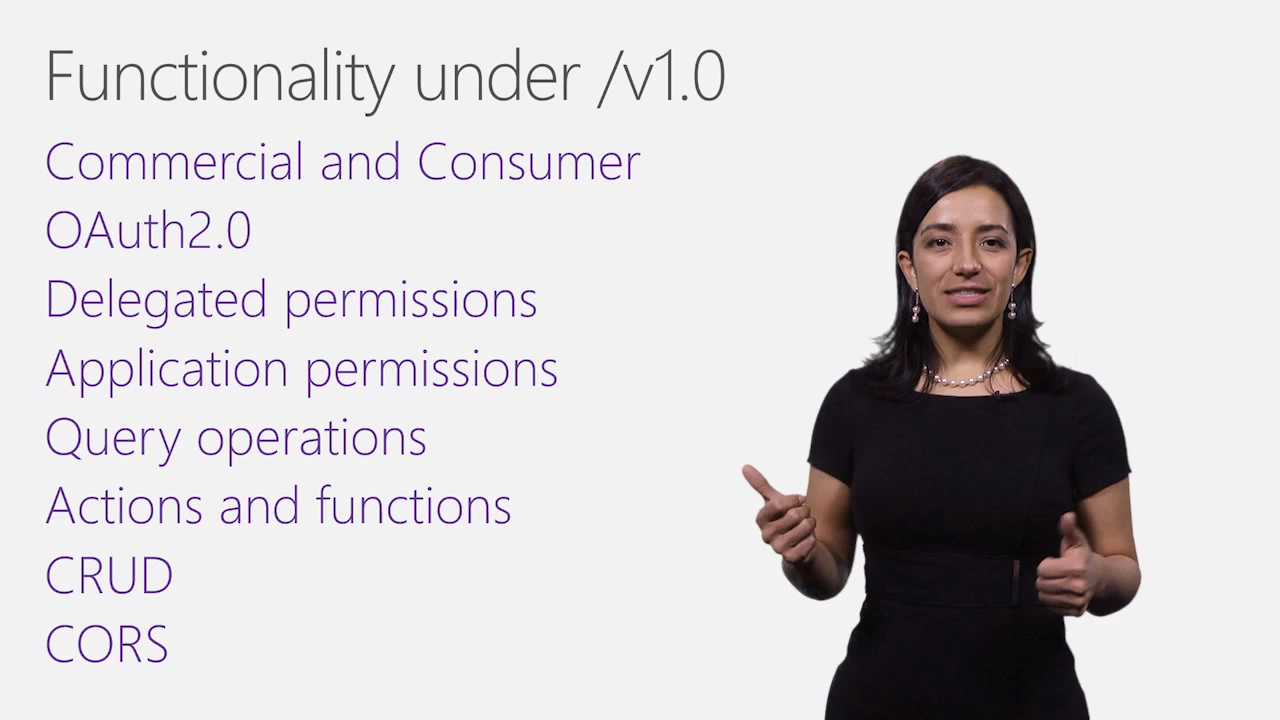 Functionality under /v1.0
Commercial and Consumer
OAuth2.0
Delegated permissions
Application permissions
Query operations
Actions and functions
CRUD
CORS